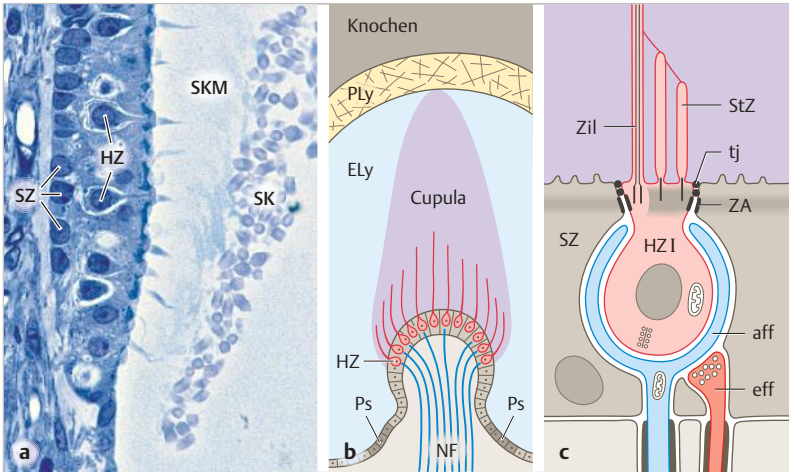 SKM
HZ
SZ
SK
a
Knochen
PLy
ELy
Cupula
HZ
Ps
Ps
NF
b
Zil
StZ
tj
ZA
SZ
HZ I
aff
eff
c